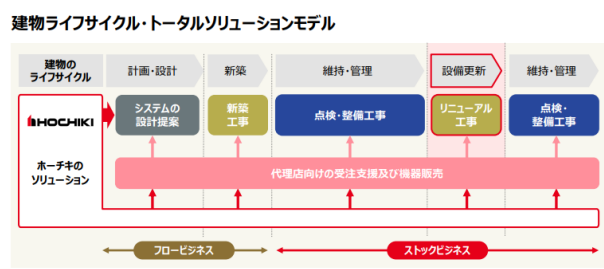 建物ライフサイクル・トータルソリューションモデル
建物の
ライフサイクル
計画・設計
新築
維持・管理
設備更新
維持・管理
HOCHIKI
ホーチキの
ソリューション
システムの
設計提案
新築
工事
点検・整備工事
リニューアル
工事
点検・
整備工事
代理店向けの受注支援及び機器販売
フロービジネス
ストックビジネス